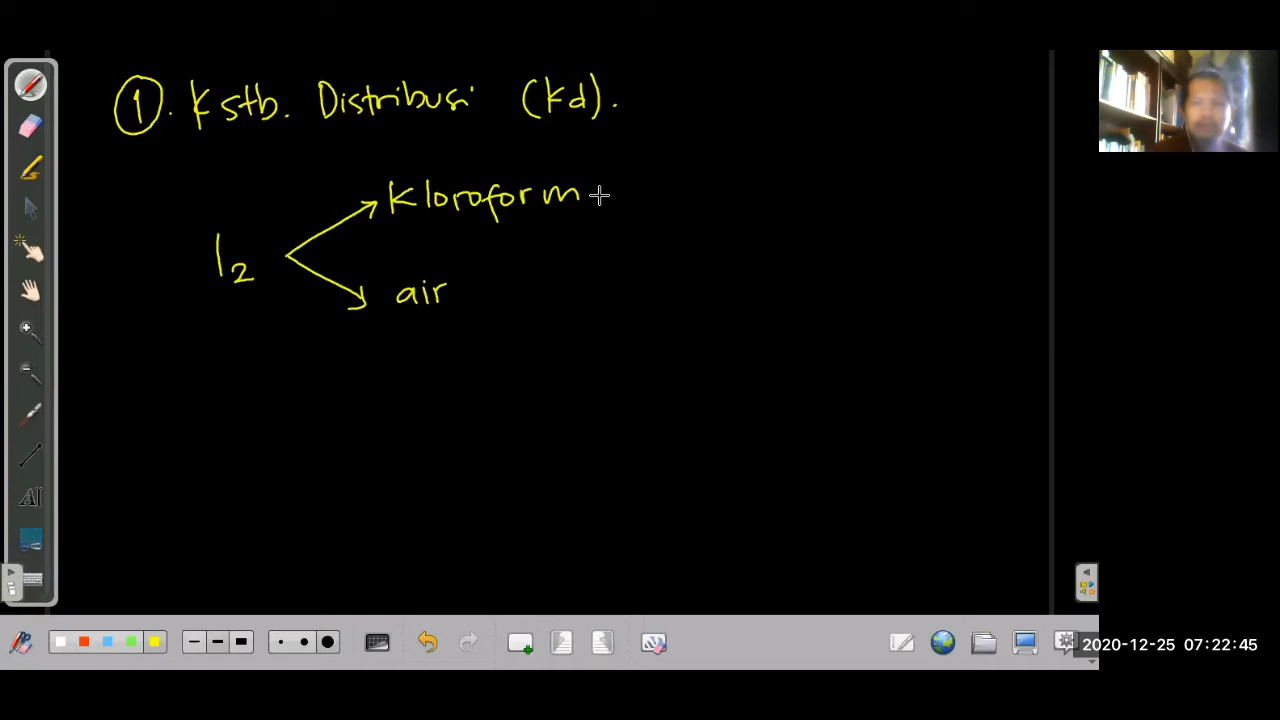 ①. Kstb. Distribusi (Kd).
Kloroform
I2
air
2020-12-25 07:22:45